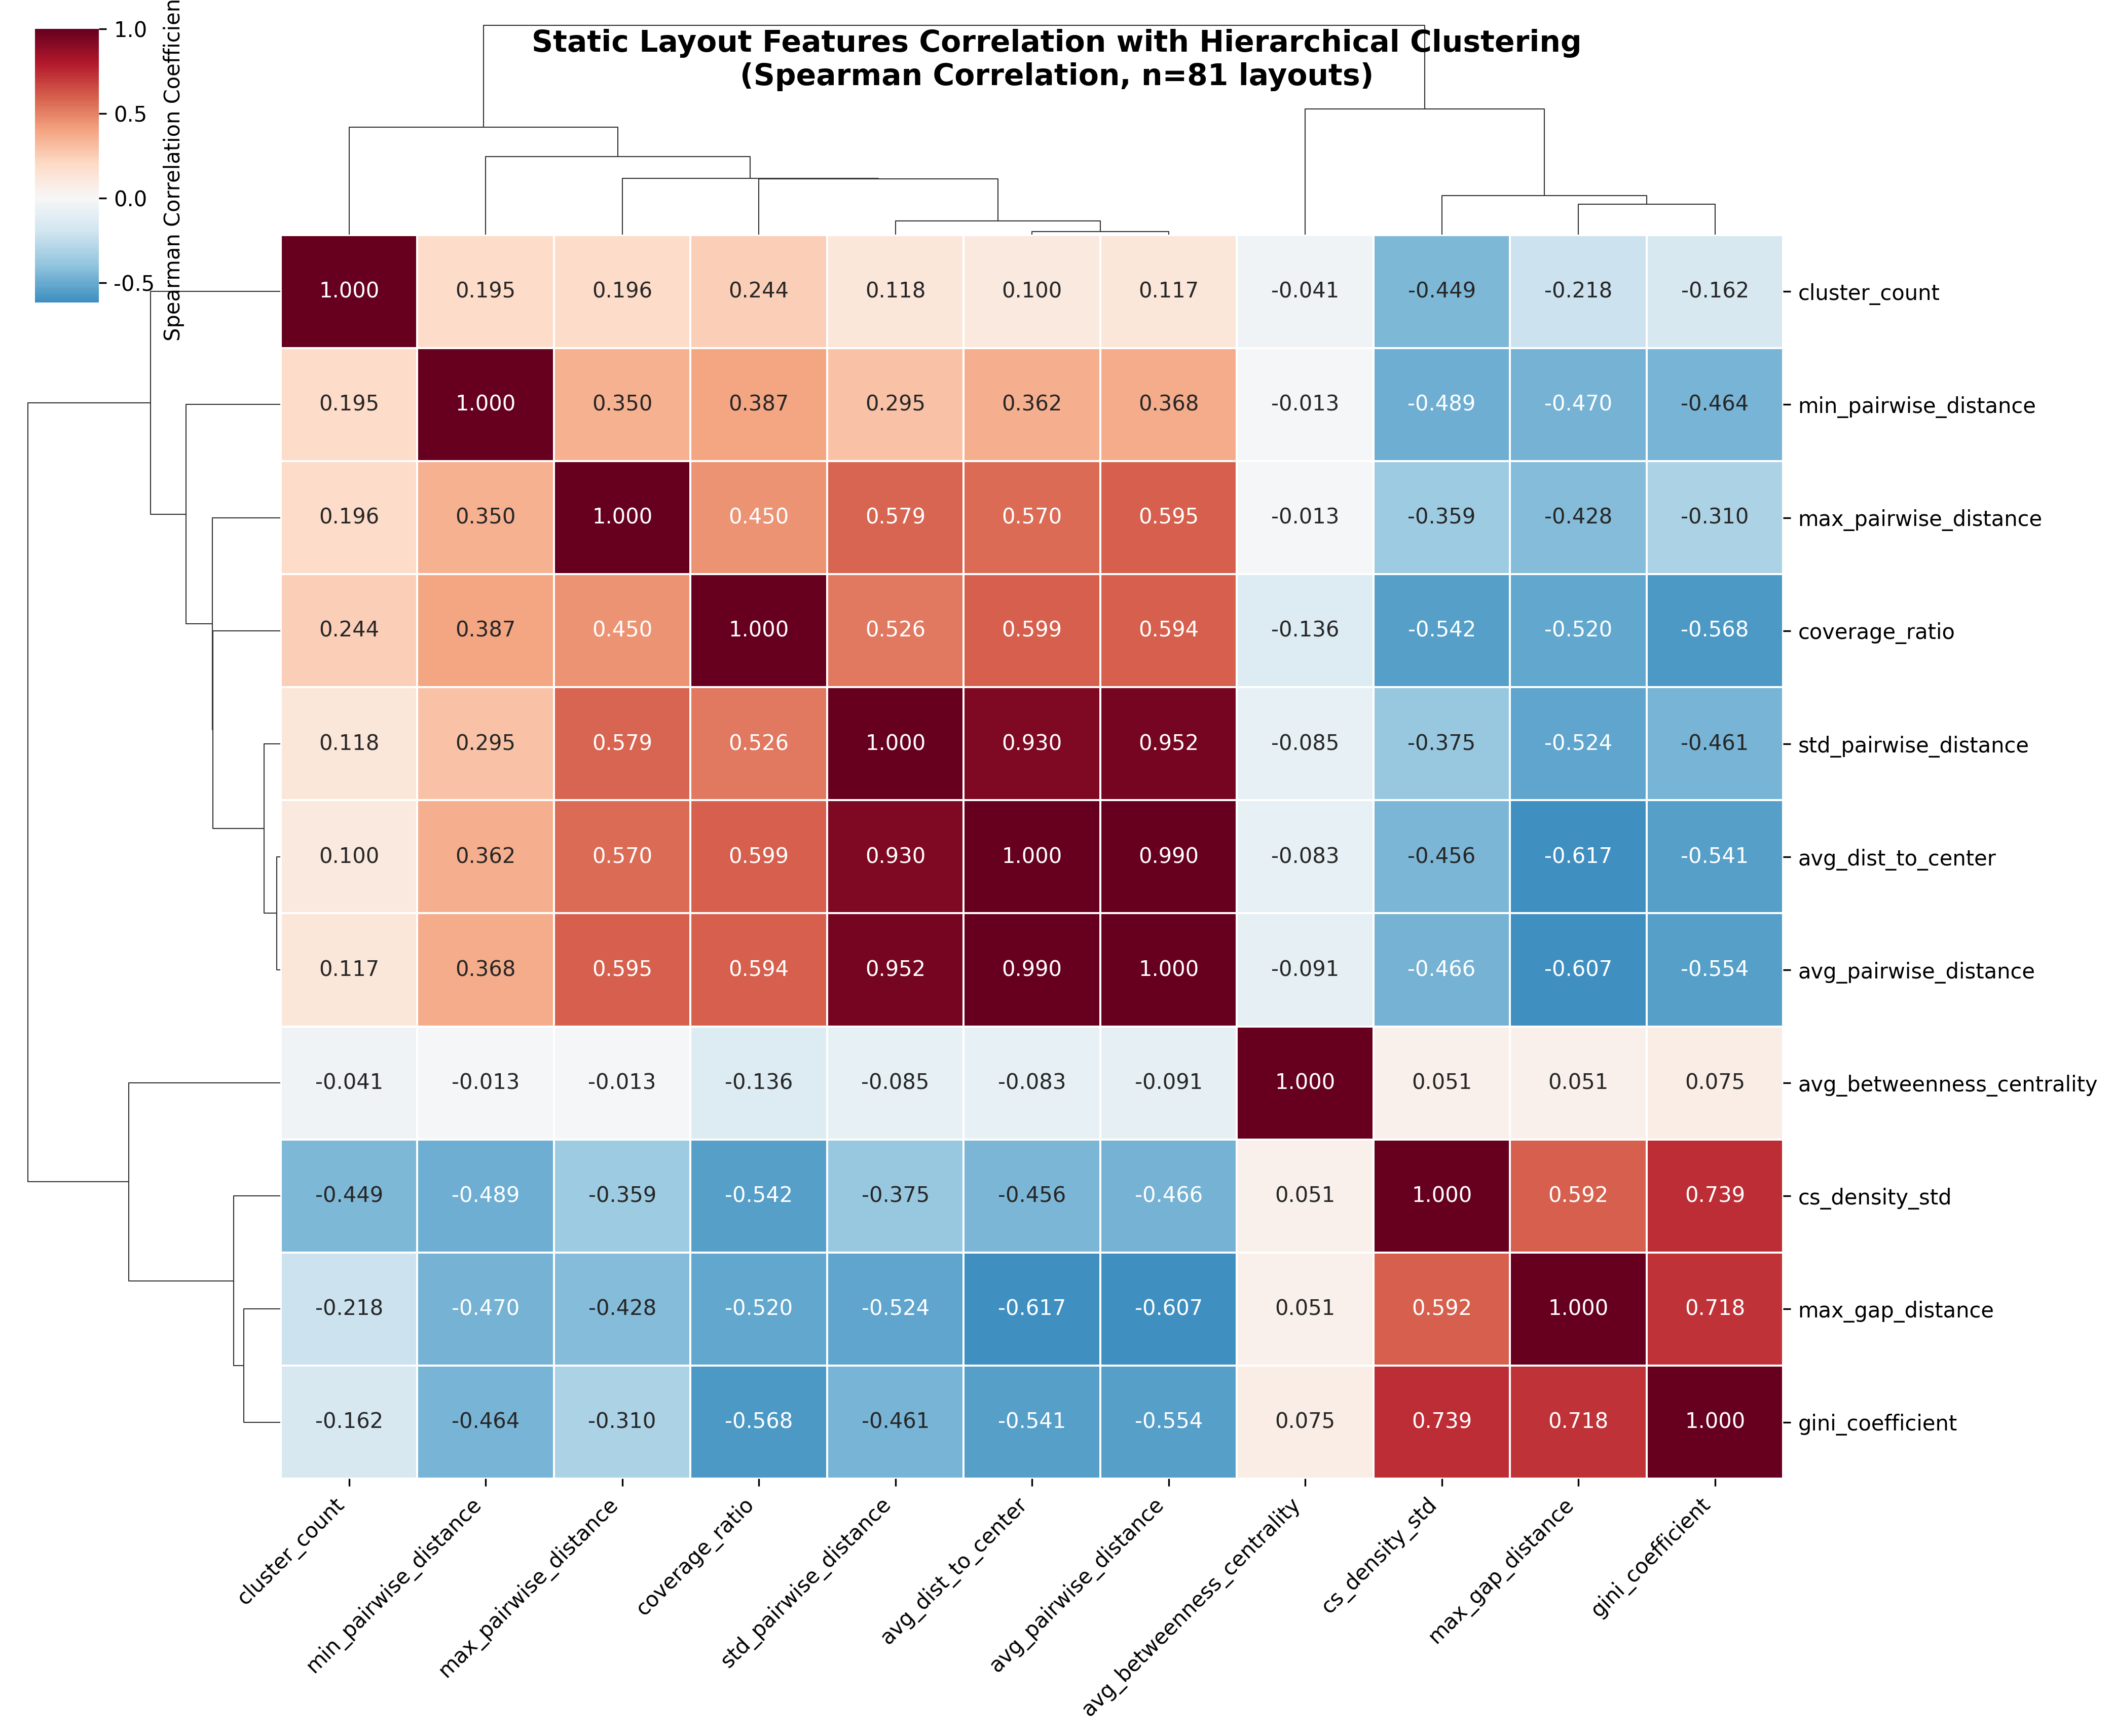 Static Layout Features Correlation with Hierarchical Clustering
(Spearman Correlation, n=81 layouts)
1.0
0.5
0.0
-0.5
Spearman Correlation Coefficien
1.000 0.195 0.196 0.244 0.118 0.100 0.117 -0.041 -0.449 -0.218 -0.162 cluster_count
0.195 1.000 0.350 0.387 0.295 0.362 0.368 -0.013 -0.489 -0.470 -0.464 min_pairwise_distance
0.196 0.350 1.000 0.450 0.579 0.570 0.595 -0.013 -0.359 -0.428 -0.310 max_pairwise_distance
0.244 0.387 0.450 1.000 0.526 0.599 0.594 -0.136 -0.542 -0.520 -0.568 coverage_ratio
0.118 0.295 0.579 0.526 1.000 0.930 0.952 -0.085 -0.375 -0.524 -0.461 std_pairwise_distance
0.100 0.362 0.570 0.599 0.930 1.000 0.990 -0.083 -0.456 -0.617 -0.541 avg_dist_to_center
0.117 0.368 0.595 0.594 0.952 0.990 1.000 -0.091 -0.466 -0.607 -0.554 avg_pairwise_distance
-0.041 -0.013 -0.013 -0.136 -0.085 -0.083 -0.091 1.000 0.051 0.051 0.075 avg_betweenness_centrality
-0.449 -0.489 -0.359 -0.542 -0.375 -0.456 -0.466 0.051 1.000 0.592 0.739 cs_density_std
-0.218 -0.470 -0.428 -0.520 -0.524 -0.617 -0.607 0.051 0.592 1.000 0.718 max_gap_distance
-0.162 -0.464 -0.310 -0.568 -0.461 -0.541 -0.554 0.075 0.739 0.718 1.000 gini_coefficient
cluster_count
min_pairwise_distance
max_pairwise_distance
coverage_ratio
std_pairwise_distance
avg_dist_to_center
avg_pairwise_distance
avg_betweenness_centrality
cs_density_std
max_gap_distance
gini_coefficient